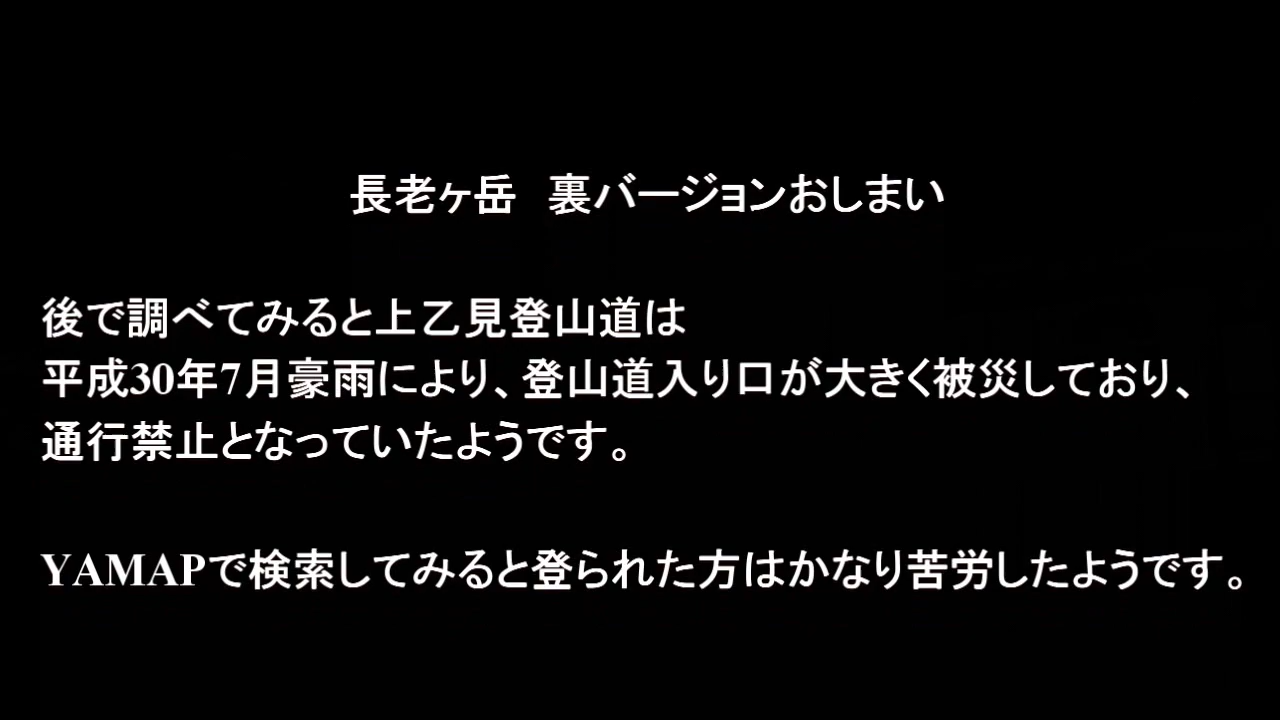 長老ヶ岳　裏バージョンおしまい
後で調べてみると上乙見登山道は
平成30年7月豪雨により、登山道入り口が大きく被災しており、
通行禁止となっていたようです。
YAMAPで検索してみると登られた方はかなり苦労したようです。